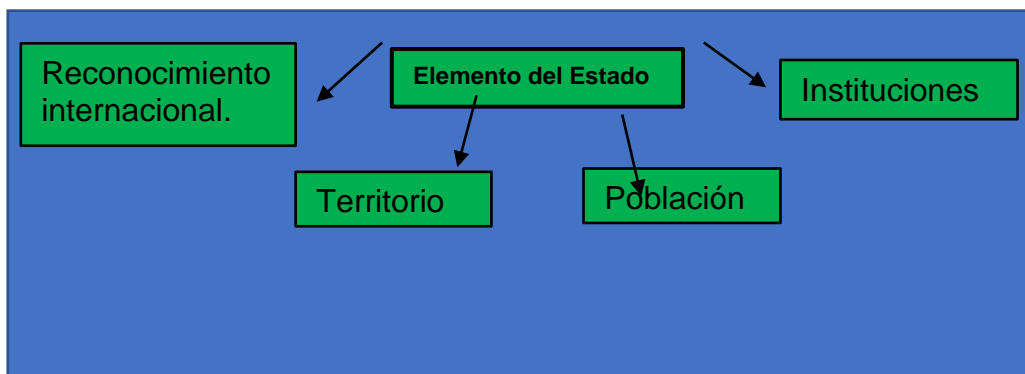 Elemento del Estado
Reconocimiento
internacional.
Instituciones
Territorio
Población